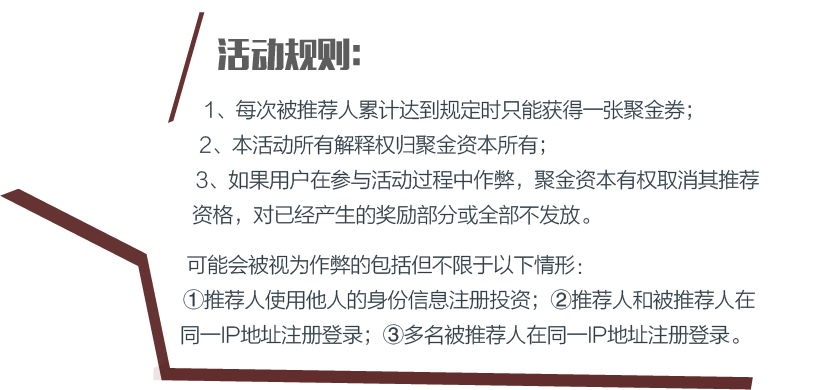 活动规则:
1、每次被推荐人累计达到规定时只能获得一张聚金券;
2、本活动所有解释权归聚金资本所有;
3、如果用户在参与活动过程中作弊，聚金资本有权取消其推荐
资格，对已经产生的奖励部分或全部不发放。
可能会被视为作弊的包括但不限于以下情形:
①推荐人使用他人的身份信息注册投资；②推荐人和被推荐人在
同一IP地址注册登录；③多名被推荐人在同一IP地址注册登录。